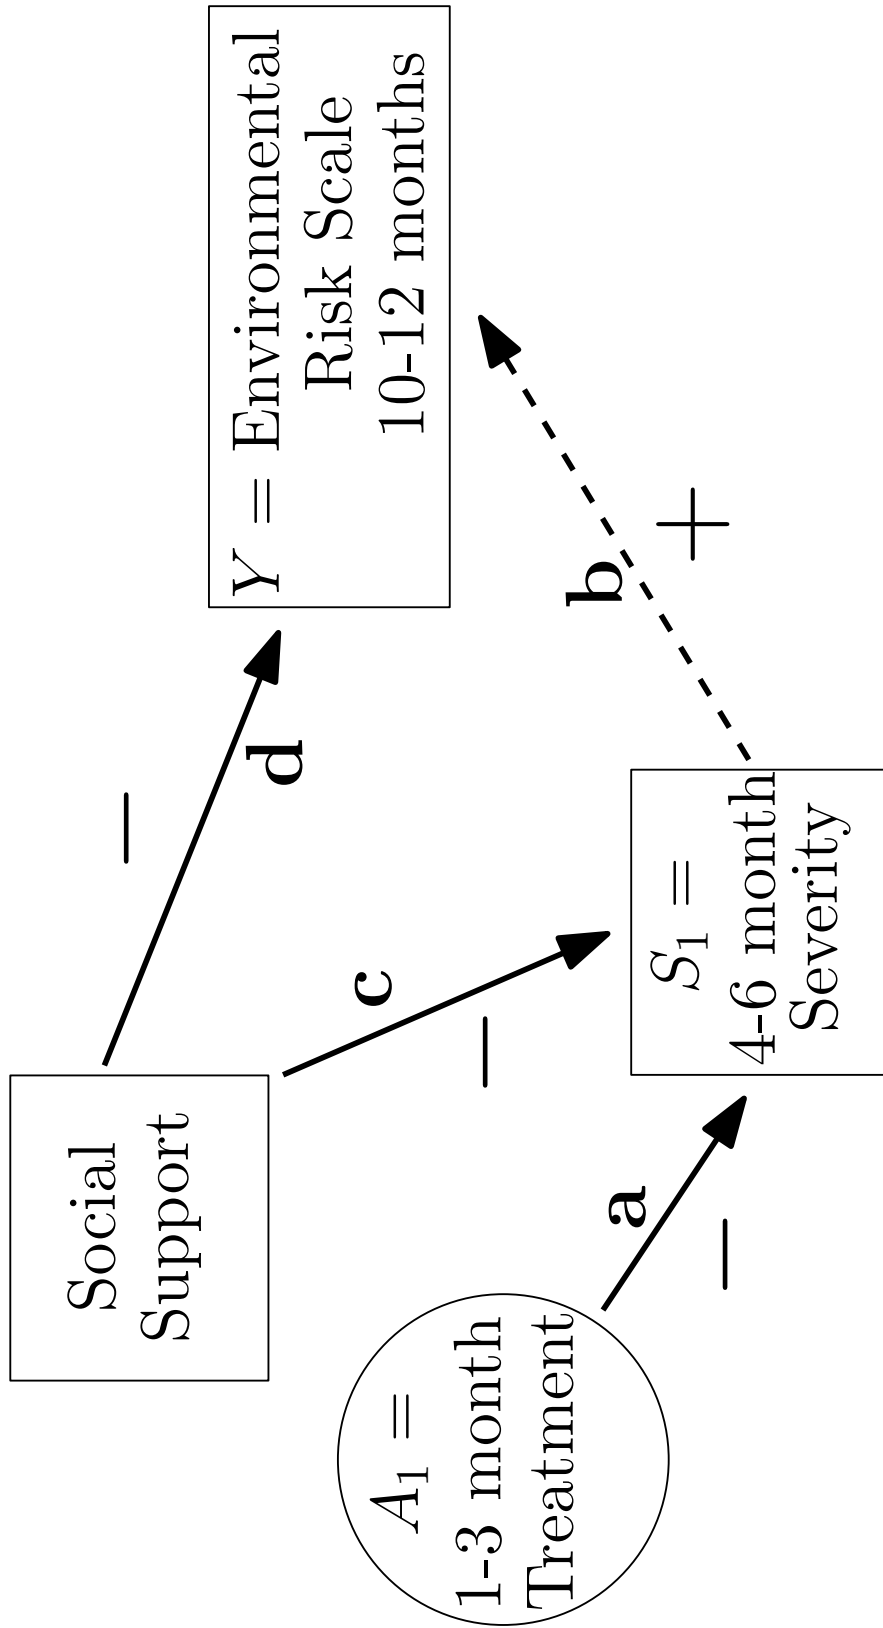 Social
Support
−
d
Y = Environmental
Risk Scale
10-12 months
c
−
b
+
A₁ =
1-3 month
Treatment
a
−
S₁ =
4-6 month
Severity